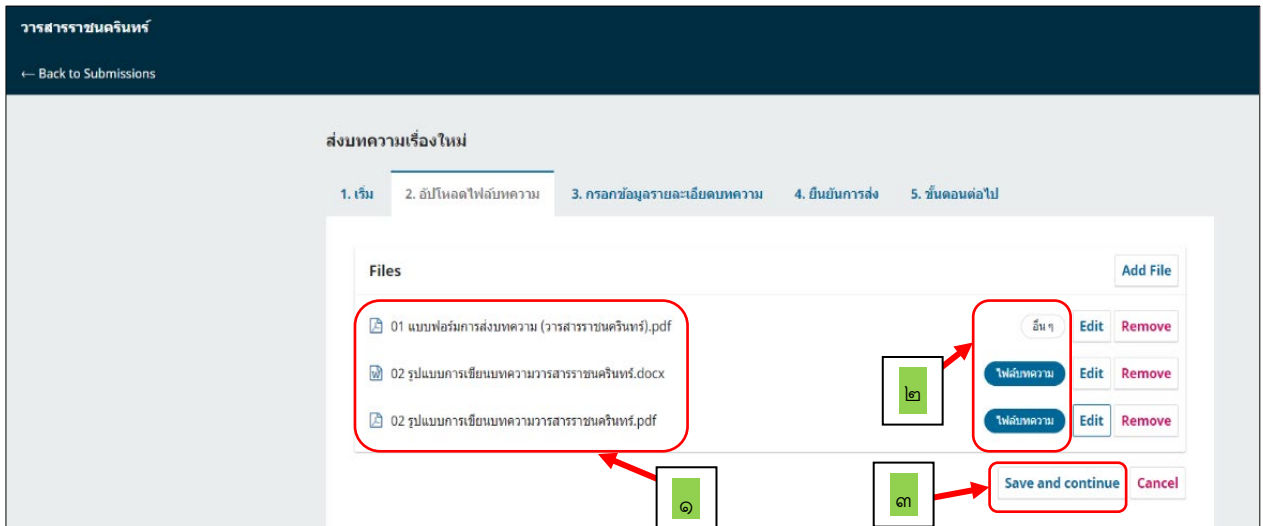 วารสารราชนครินทร์
← Back to Submissions
ส่งบทความเรื่องใหม่
1. เริ่ม 2. อัปโหลดไฟล์บทความ 3. กรอกข้อมูลรายละเอียดบทความ 4. ยืนยันการส่ง 5. ขั้นตอนต่อไป
Files Add File
01 แบบฟอร์มการส่งบทความ (วารสารราชนครินทร์).pdf อื่น ๆ Edit Remove
02 รูปแบบการเขียนบทความวารสารราชนครินทร์.docx ไฟล์บทความ Edit Remove
๒
02 รูปแบบการเขียนบทความวารสารราชนครินทร์.pdf ไฟล์บทความ Edit Remove
Save and continue Cancel
๑ ๓